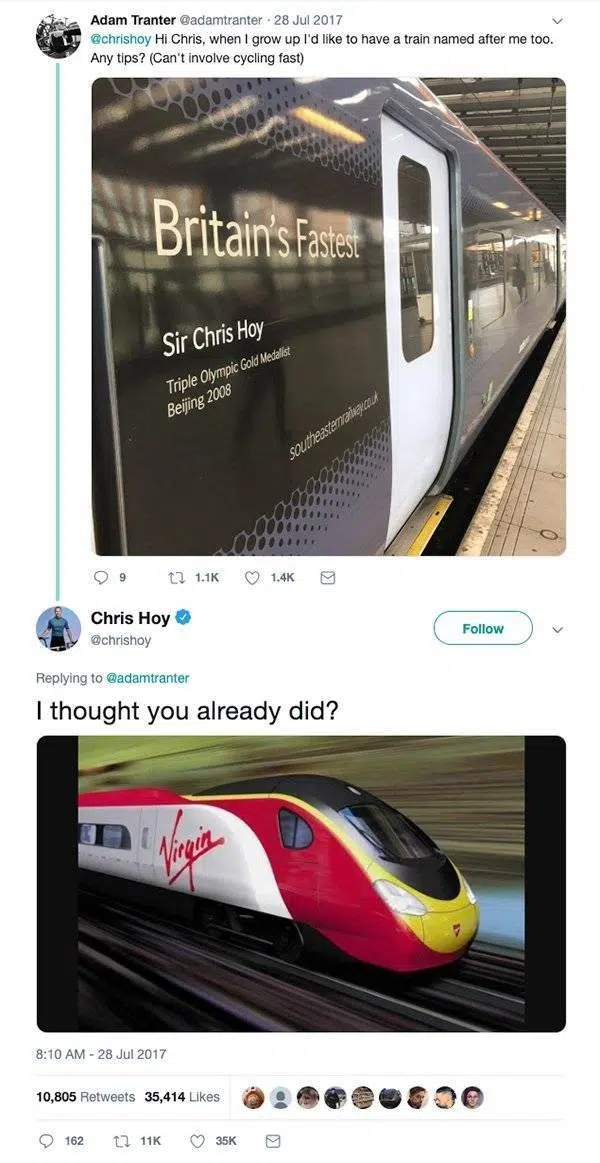 Adam Tranter @adamtranter · 28 Jul 2017
@chrishoy Hi Chris, when I grow up I'd like to have a train named after me too.
Any tips? (Can't involve cycling fast)
Britain's Fastest
Sir Chris Hoy
Triple Olympic Gold Medallist
Beijing 2008
southeasternrailway.co.uk
9 1.1K 1.4K
Chris Hoy
@chrishoy
Follow
Replying to @adamtranter
I thought you already did?
Virgin
8:10 AM - 28 Jul 2017
10,805 Retweets 35,414 Likes
162 11K 35K